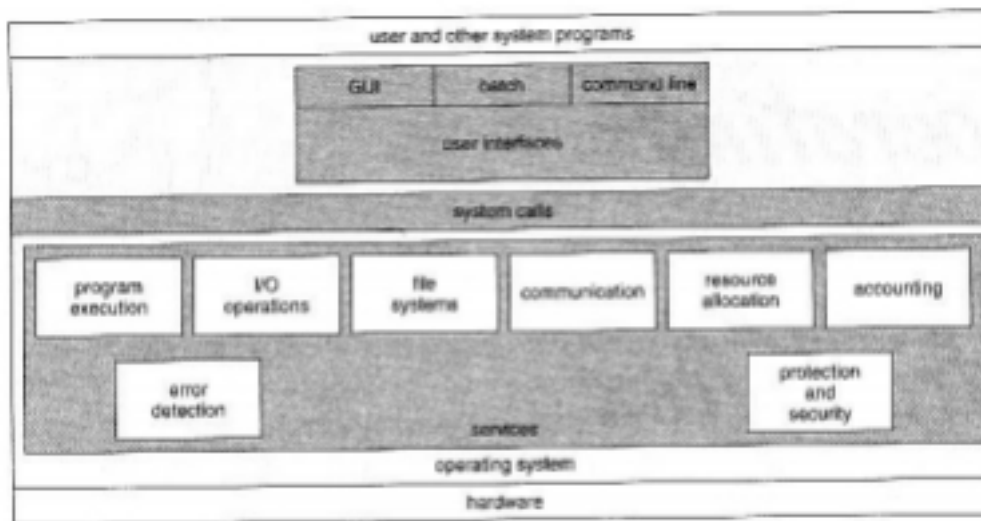 user and other system programs
GUI
batch
command line
user interfaces
system calls
program
execution
I/O
operations
file
systems
communication
resource
allocation
accounting
error
detection
protection
and
security
services
operating system
hardware